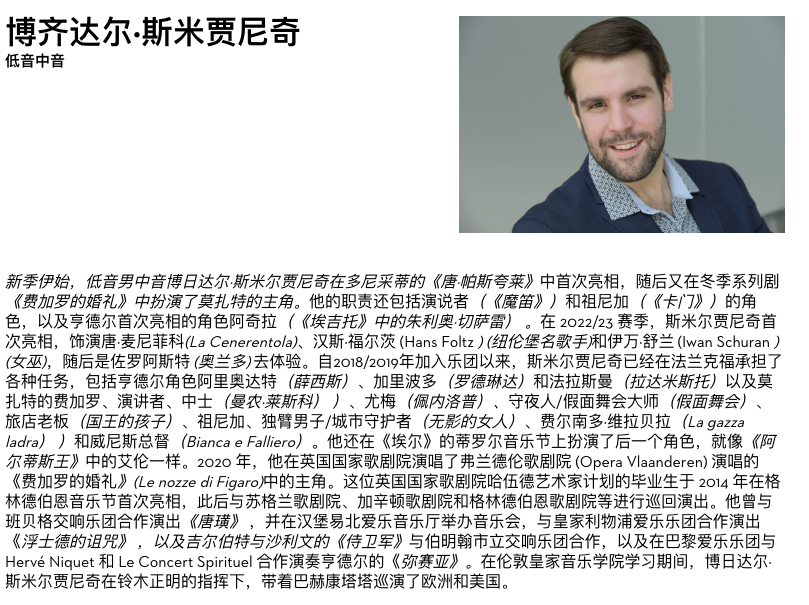 博齐达尔·斯米贾尼奇
低音中音
新季伊始，低音男中音博日达尔·斯米尔贾尼奇在多尼采蒂的《唐·帕斯夸莱》中首次亮相，随后又在冬季系列剧
《费加罗的婚礼》中扮演了莫扎特的主角。他的职责还包括演说者（《魔笛》）和祖尼加（《卡门》）的角
色，以及亨德尔首次亮相的角色阿奇拉（《埃吉托》中的朱利奥·切萨雷）。在 2022/23 赛季，斯米尔贾尼奇首
次亮相，饰演唐·麦尼菲科(La Cenerentola)、汉斯·福尔茨 (Hans Foltz ) (纽伦堡名歌手)和伊万·舒兰 (Iwan Schuran )
(女巫)，随后是佐罗阿斯特 (奥兰多) 去体验。自2018/2019年加入乐团以来，斯米尔贾尼奇已经在法兰克福承担了
各种任务，包括亨德尔角色阿里奥达特（薛西斯）、加里波多（罗德琳达）和法拉斯曼（拉达米斯托）以及莫
扎特的费加罗、演讲者、中士（曼农·莱斯科））、尤梅（佩内洛普）、守夜人/假面舞会大师（假面舞会）、
旅店老板（国王的孩子）、祖尼加、独臂男子/城市守护者（无影的女人）、费尔南多·维拉贝拉（La gazza
ladra））和威尼斯总督（Bianca e Falliero）。他还在《埃尔》的蒂罗尔音乐节上扮演了后一个角色，就像《阿
尔蒂斯王》中的艾伦一样。2020 年，他在英国国家歌剧院演唱了弗兰德伦歌剧院 (Opera Vlaanderen) 演唱的
《费加罗的婚礼》(Le nozze di Figaro)中的主角。这位英国国家歌剧院哈伍德艺术家计划的毕业生于 2014 年在格
林德伯恩音乐节首次亮相，此后与苏格兰歌剧院、加辛顿歌剧院和格林德伯恩歌剧院等进行巡回演出。他曾与
班贝格交响乐团合作演出《唐璜》，并在汉堡易北爱乐音乐厅举办音乐会，与皇家利物浦爱乐乐团合作演出
《浮士德的诅咒》，以及吉尔伯特与沙利文的《侍卫军》与伯明翰市立交响乐团合作，以及在巴黎爱乐乐团与
Hervé Niquet 和 Le Concert Spirituel 合作演奏亨德尔的《弥赛亚》。在伦敦皇家音乐学院学习期间，博日达尔·
斯米尔贾尼奇在铃木正明的指挥下，带着巴赫康塔塔巡演了欧洲和美国。